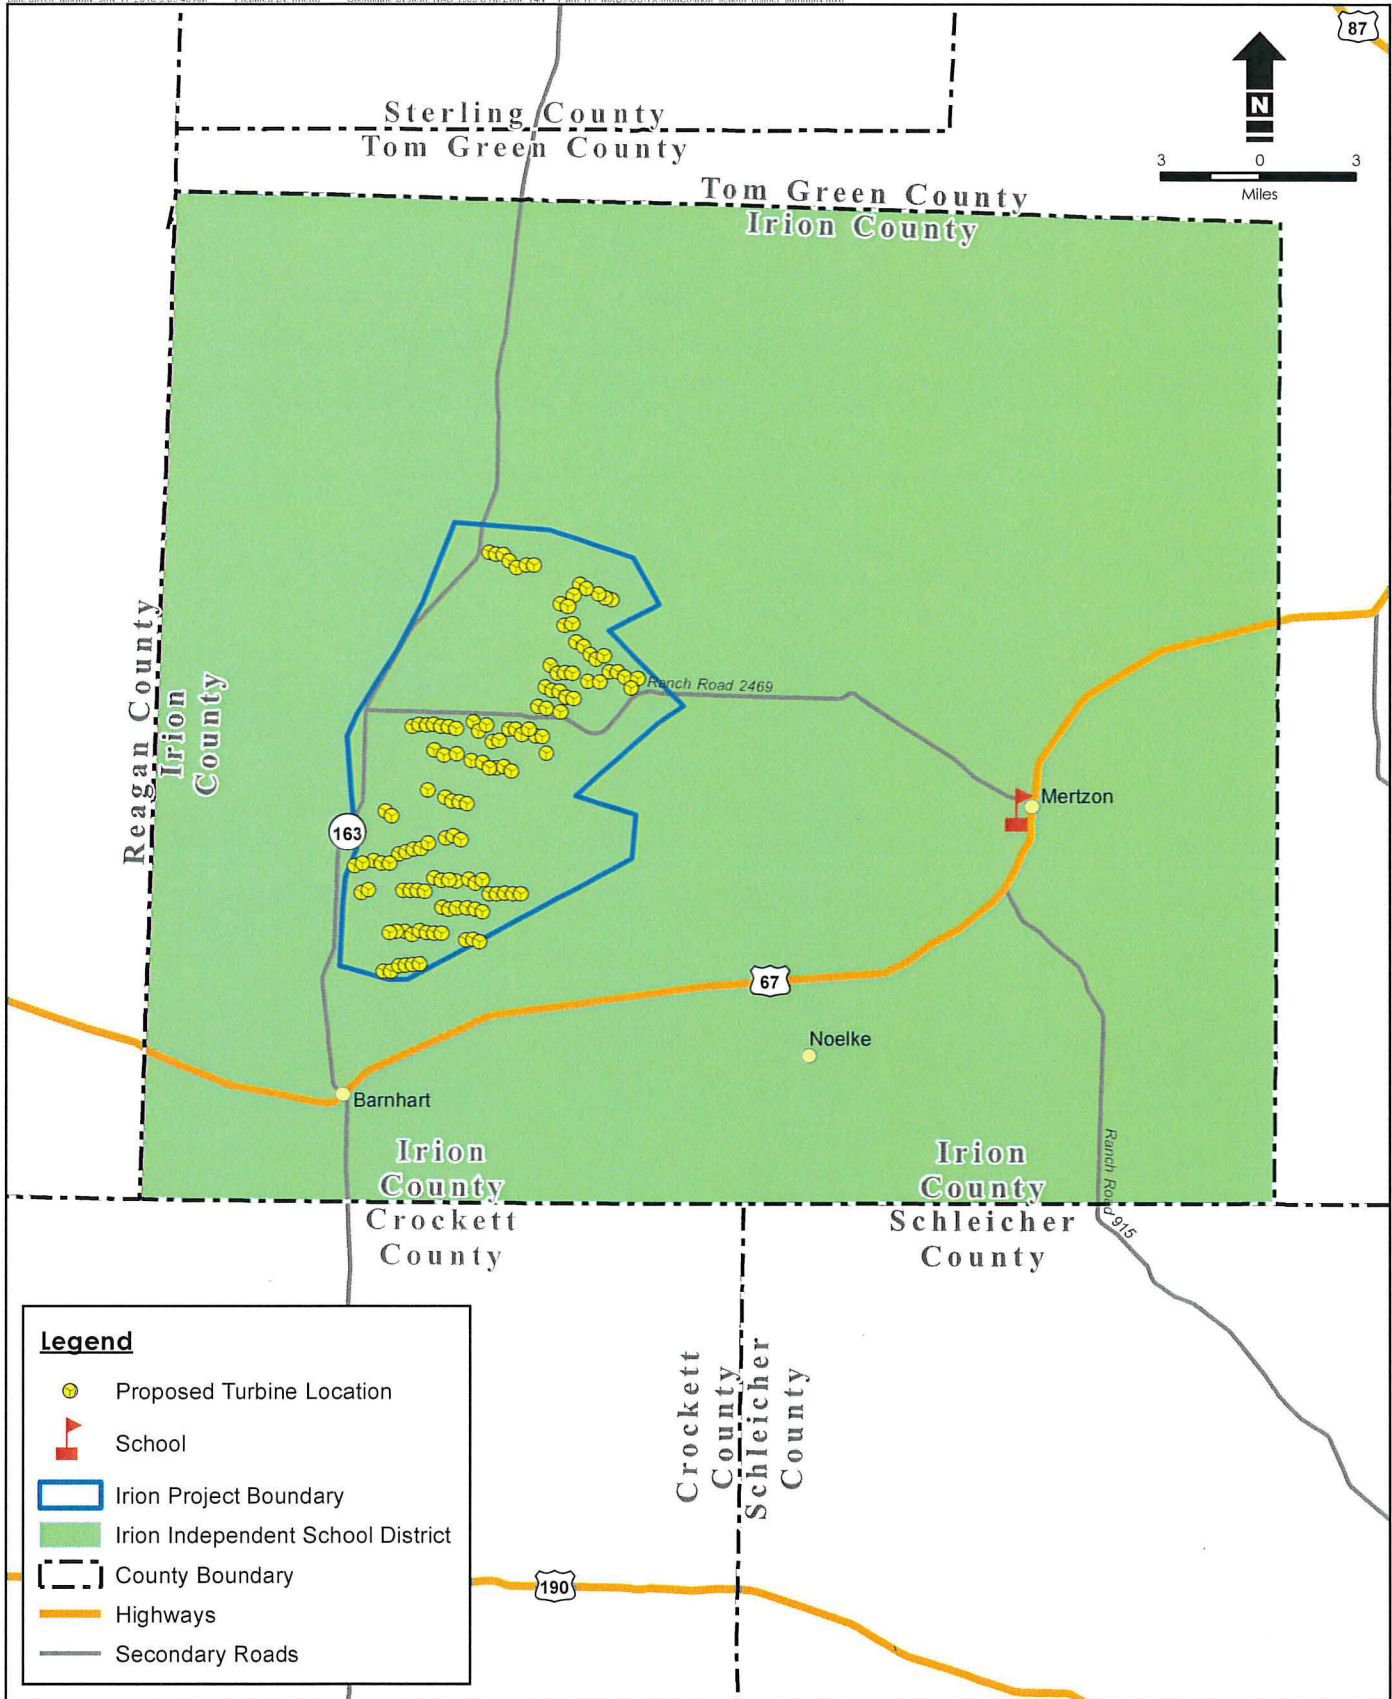 87
N
3 0 3
Miles
Sterling County
Tom Green County
Tom Green County
Irion County
Reagan County
Irion
County
Ranch Road 2469
Mertzon
163
67
Noelke
Barnhart
Irion
County
Crockett
County
Irion
County
Schleicher
County
Ranch Road 915
Crockett
County
Schleicher
County
190
Legend
Proposed Turbine Location
School
Irion Project Boundary
Irion Independent School District
County Boundary
Highways
Secondary Roads